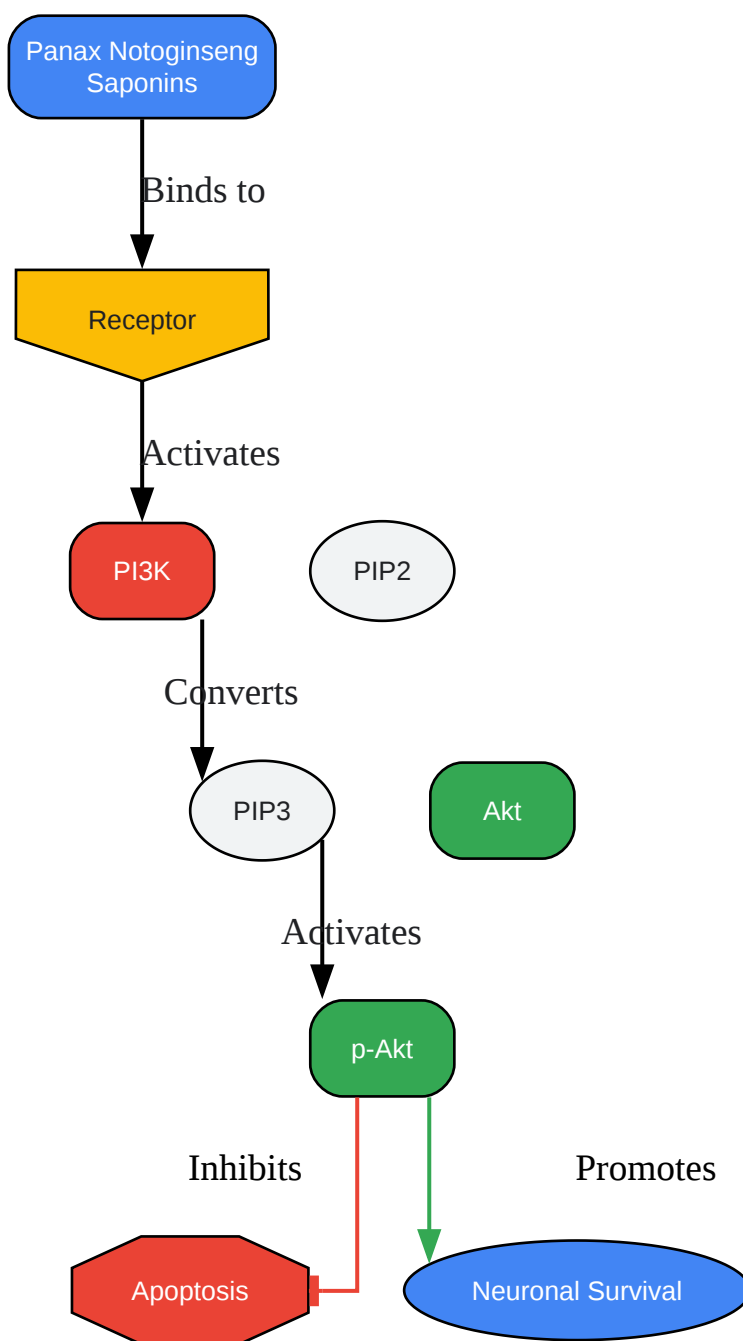 Panax Notoginseng
Saponins
Binds to
Receptor
Activates
PI3K
PIP2
Converts
PIP3
Akt
Activates
p-Akt
Inhibits
Promotes
Apoptosis
Neuronal Survival